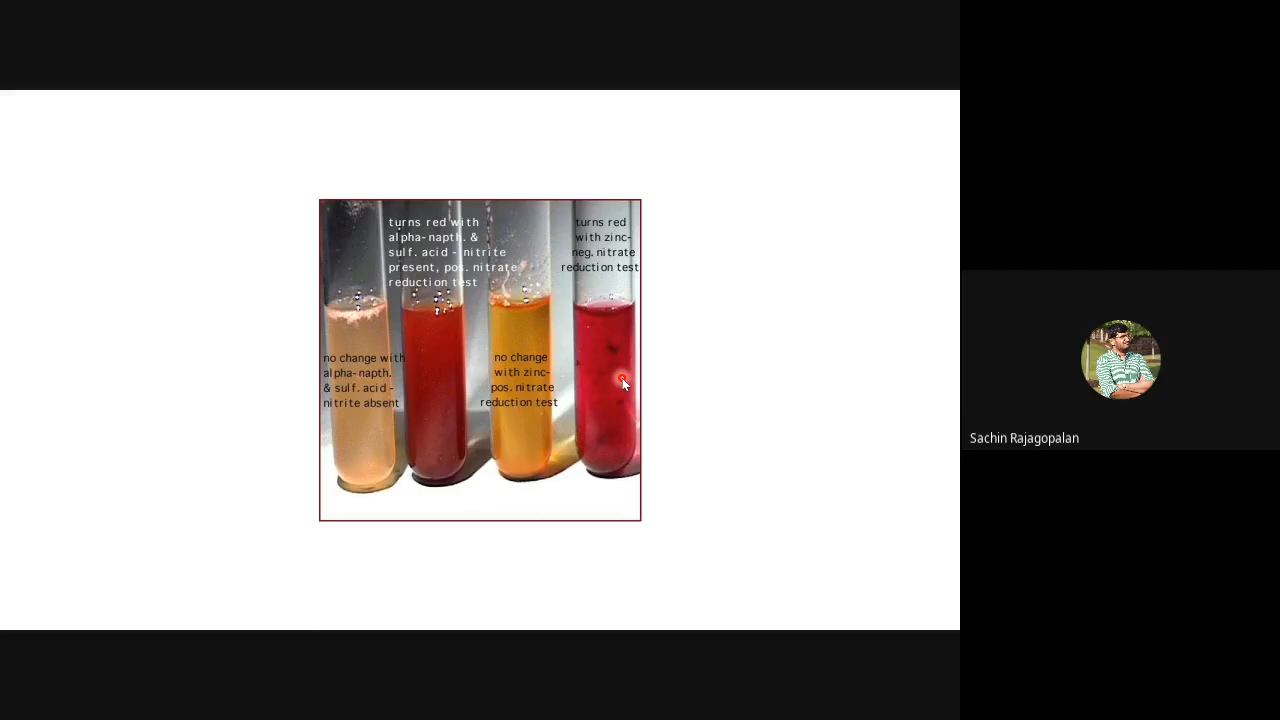 turns red with
alpha-napth. &
sulf. acid - nitrite
present, pos. nitrate
reduction test
turns red
with zinc-
neg. nitrate
reduction test
no change with
alpha-napth.
& sulf. acid -
nitrite absent
no change
with zinc-
pos. nitrate
reduction test
Sachin Rajagopalan